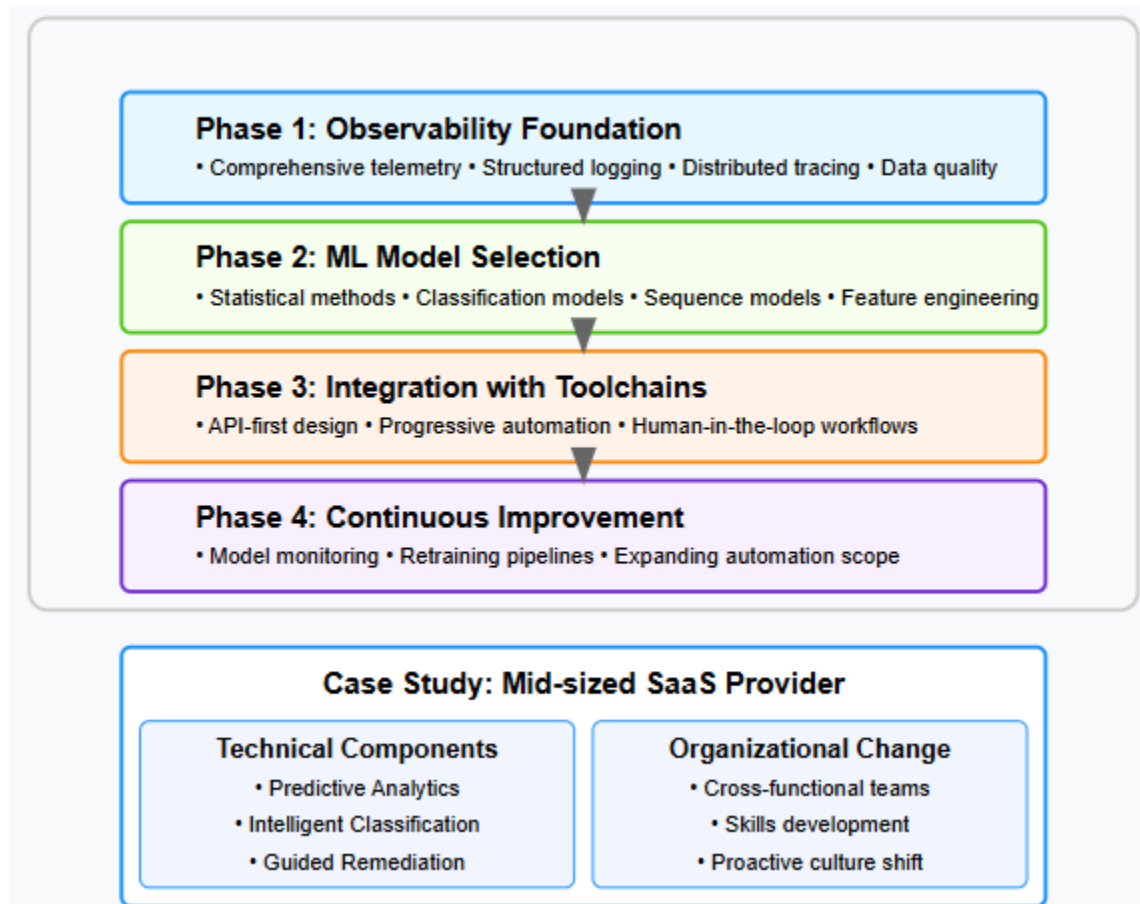 Phase 1: Observability Foundation
• Comprehensive telemetry • Structured logging • Distributed tracing • Data quality
Phase 2: ML Model Selection
• Statistical methods • Classification models • Sequence models • Feature engineering
Phase 3: Integration with Toolchains
• API-first design • Progressive automation • Human-in-the-loop workflows
Phase 4: Continuous Improvement
• Model monitoring • Retraining pipelines • Expanding automation scope
Case Study: Mid-sized SaaS Provider
Technical Components
• Predictive Analytics
• Intelligent Classification
• Guided Remediation
Organizational Change
• Cross-functional teams
• Skills development
• Proactive culture shift